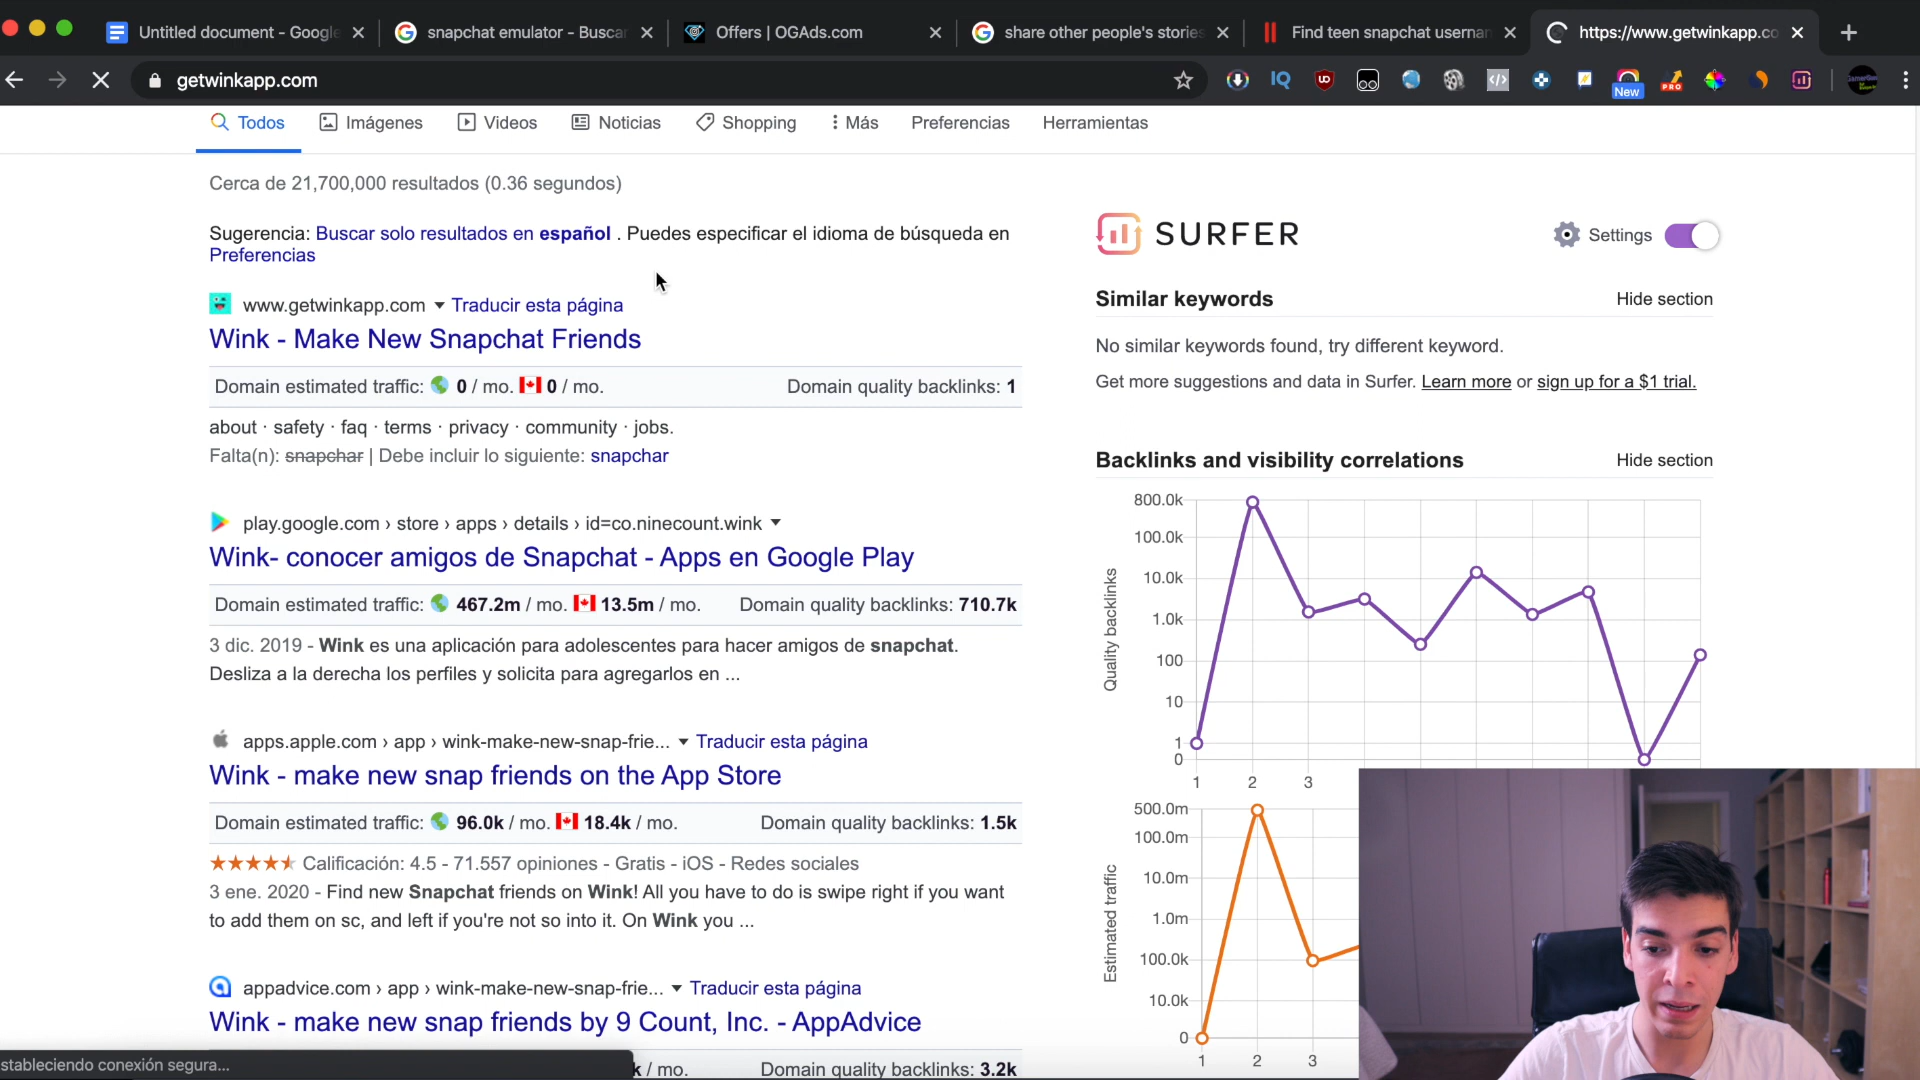 Untitled document - Google
snapchat emulator - Buscar
Offers | OGAds.com
share other people's stories
Find teen snapchat usernam
https://www.getwinkapp.co
getwinkapp.com
New
PRO
Todos
Imágenes
Videos
Noticias
Shopping
Más
Preferencias
Herramientas
Cerca de 21,700,000 resultados (0.36 segundos)
Sugerencia: Buscar solo resultados en español . Puedes especificar el idioma de búsqueda en
Preferencias
www.getwinkapp.com Traducir esta página
Wink - Make New Snapchat Friends
Domain estimated traffic: 0 / mo. 0 / mo. Domain quality backlinks: 1
about · safety · faq · terms · privacy · community · jobs.
Falta(n): snapchar | Debe incluir lo siguiente: snapchar
play.google.com › store › apps › details › id=co.ninecount.wink
Wink- conocer amigos de Snapchat - Apps en Google Play
Domain estimated traffic: 467.2m / mo. 13.5m / mo. Domain quality backlinks: 710.7k
3 dic. 2019 - Wink es una aplicación para adolescentes para hacer amigos de snapchat.
Desliza a la derecha los perfiles y solicita para agregarlos en ...
apps.apple.com › app › wink-make-new-snap-frie... Traducir esta página
Wink - make new snap friends on the App Store
Domain estimated traffic: 96.0k / mo. 18.4k / mo. Domain quality backlinks: 1.5k
Calificación: 4.5 - 71.557 opiniones - Gratis - iOS - Redes sociales
3 ene. 2020 - Find new Snapchat friends on Wink! All you have to do is swipe right if you want
to add them on sc, and left if you're not so into it. On Wink you ...
appadvice.com › app › wink-make-new-snap-frie... Traducir esta página
Wink - make new snap friends by 9 Count, Inc. - AppAdvice
k / mo. Domain quality backlinks: 3.2k
stableciendo conexión segura...
SURFER
Settings
Similar keywords
Hide section
No similar keywords found, try different keyword.
Get more suggestions and data in Surfer. Learn more or sign up for a $1 trial.
Backlinks and visibility correlations
Hide section
Quality backlinks
800.0k
100.0k
10.0k
1.0k
100
10
1
0
1 2 3
Estimated traffic
500.0m
100.0m
10.0m
1.0m
100.0k
10.0k
0
1 2 3